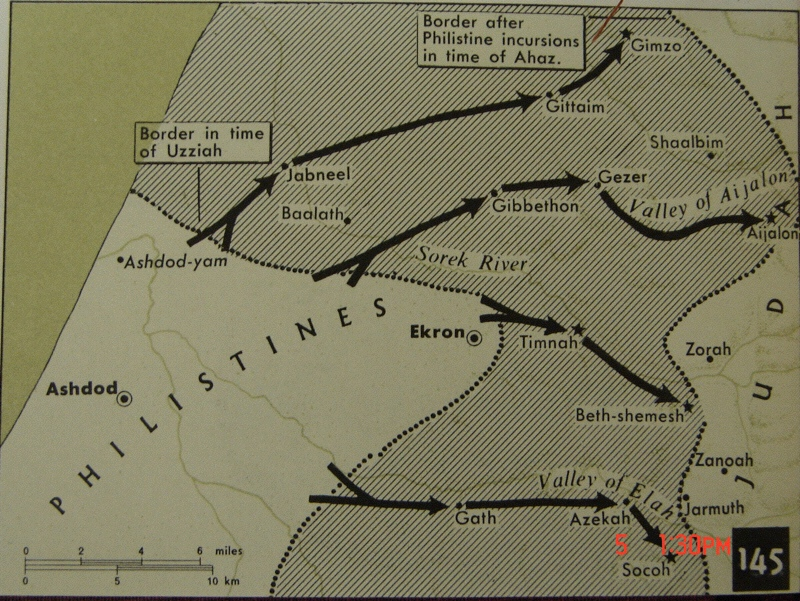 Border after
Philistine incursions
in time of Ahaz.
Gimzo
Gittaim
H
Border in time
of Uzziah
Shaalbim
Jabneel
Gezer
Valley of Aijalon
Baalath
Gibbethon
A
Aijalon
Ashdod-yam
Sorek River
PHILISTINES
D
Ekron
Timnah
Zorah
Ashdod
U
Beth-shemesh
Zanoah
Valley of Elah
J
Jarmuth
Gath
Azekah
5 1:30PM
0 2 4 6 miles
0 5 10 km
Socoh
145